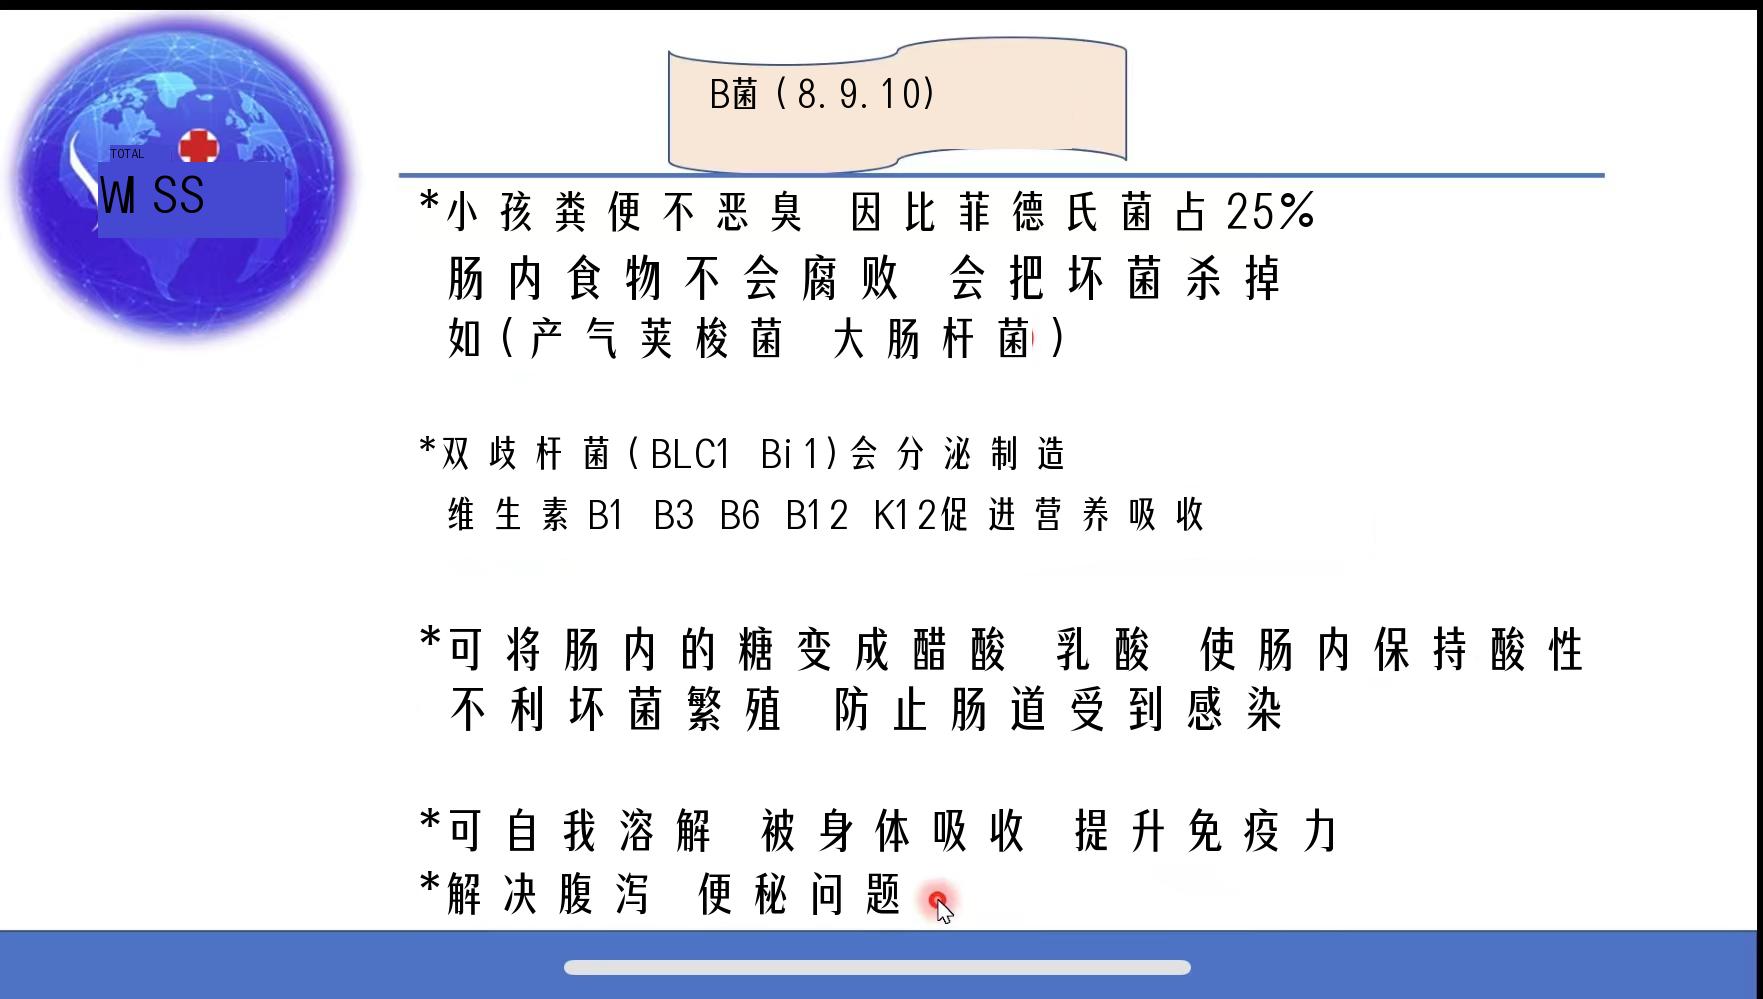 B菌(8.9.10)
TOTAL
WISS
*小孩粪便不恶臭 因比菲德氏菌占25%
肠内食物不会腐败 会把坏菌杀掉
如(产气荚梭菌 大肠杆菌)
*双歧杆菌(BLC1 Bi1)会分泌制造
维生素B1 B3 B6 B12 K12促进营养吸收
*可将肠内的糖变成醋酸 乳酸 使肠内保持酸性
不利坏菌繁殖 防止肠道受到感染
*可自我溶解 被身体吸收 提升免疫力
*解决腹泻 便秘问题